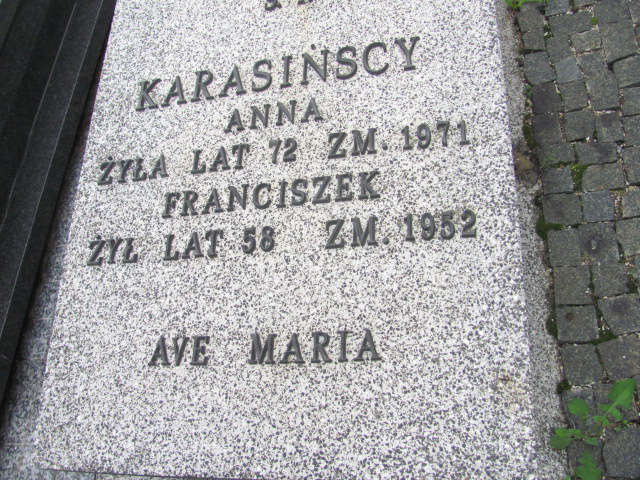 KARASIŃSCY
ANNA
ŻYŁA LAT 72 ZM. 1971
FRANCISZEK
ŻYŁ LAT 58 ZM. 1952
AVE MARIA